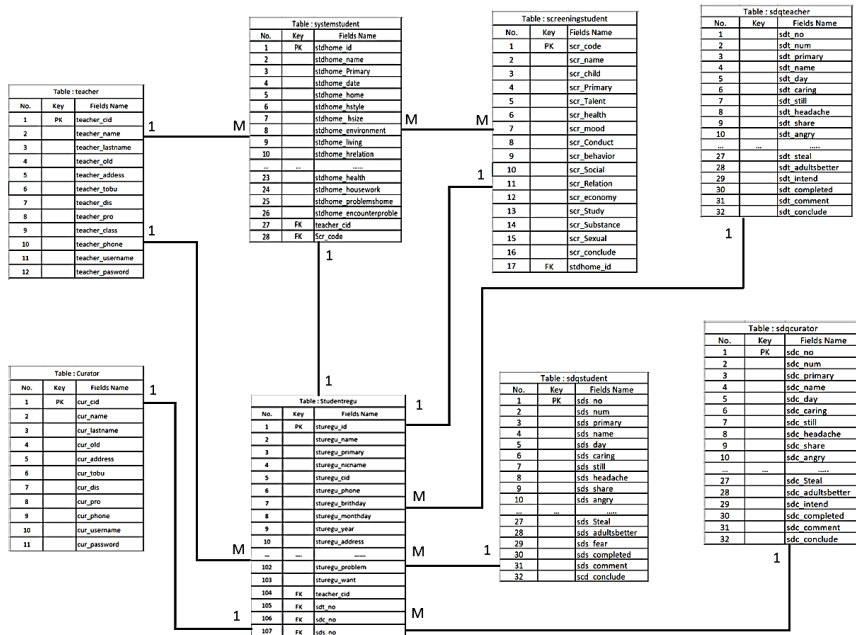 Table : teacher
No. Key Fields Name
1 PK teacher_cid
2 teacher_name
3 teacher_lastname
4 teacher_old
5 teacher_addess
6 teacher_tobu
7 teacher_dis
8 teacher_pro
9 teacher_class
10 teacher_phone
11 teacher_username
12 teacher_pasword
Table : systemstudent
No. Key Fields Name
1 PK stdhome_id
2 stdhome_name
3 stdhome_Primary
4 stdhome_date
5 stdhome_home
6 stdhome_hstyle
7 stdhome_hsize
8 stdhome_environment
9 stdhome_living
10 stdhome_hrelation
... ... ......
23 stdhome_health
24 stdhome_housework
25 stdhome_problemshome
26 stdhome_encounterproble
27 FK teacher_cid
28 FK Scr_code
Table : screeningstudent
No. Key Fields Name
1 PK scr_code
2 scr_name
3 scr_child
4 scr_Primary
5 scr_Talent
6 scr_health
7 scr_mood
8 scr_Conduct
9 scr_behavior
10 scr_Social
11 scr_Relation
12 scr_economy
13 scr_Study
14 scr_Substance
15 scr_Sexual
16 scr_conclude
17 FK stdhome_id
Table : sdqteacher
No. Key Fields Name
1 sdt_no
2 sdt_num
3 sdt_primary
4 sdt_name
5 sdt_day
6 sdt_caring
7 sdt_still
8 sdt_headache
9 sdt_share
10 sdt_angry
... ... .....
27 sdt_steal
28 sdt_adultsbetter
29 sdt_intend
30 sdt_completed
31 sdt_comment
32 sdt_conclude
Table : Curator
No. Key Fields Name
1 PK cur_cid
2 cur_name
3 cur_lastname
4 cur_old
5 cur_address
6 cur_tobu
7 cur_dis
8 cur_pro
9 cur_phone
10 cur_username
11 cur_password
Table : Studentregu
No. Key Fields Name
1 PK sturegu_id
2 sturegu_name
3 sturegu_primary
4 sturegu_nicname
5 sturegu_cid
6 sturegu_phone
7 sturegu_brithday
8 sturegu_monthday
9 sturegu_year
10 sturegu_address
... ... ......
102 sturegu_problem
103 sturegu_want
104 FK teacher_cid
105 FK sdt_no
106 FK sdc_no
107 FK sds_no
Table : sdqstudent
No. Key Fields Name
1 PK sds_no
2 sds_num
3 sds_primary
4 sds_name
5 sds_day
6 sds_caring
7 sds_still
8 sds_headache
9 sds_share
10 sds_angry
... ... .....
27 sds_Steal
28 sds_adultsbetter
29 sds_fear
30 sds_completed
31 sds_comment
32 scd_conclude
Table : sdqcurator
No. Key Fields Name
1 PK sdc_no
2 sdc_num
3 sdc_primary
4 sdc_name
5 sdc_day
6 sdc_caring
7 sdc_still
8 sdc_headache
9 sdc_share
10 sdc_angry
... ... .....
27 sdc_Steal
28 sdc_adultsbetter
29 sdc_intend
30 sdc_completed
31 sdc_comment
32 sdc_conclude
1 M
M M
1
1
1
1
1
1
1
M
M
M
1
1
1
M
1